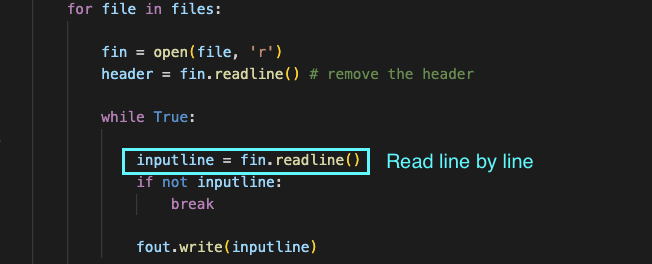 for file in files:
fin = open(file, 'r')
header = fin.readline() # remove the header
while True:
inputline = fin.readline() Read line by line
if not inputline:
break
fout.write(inputline)